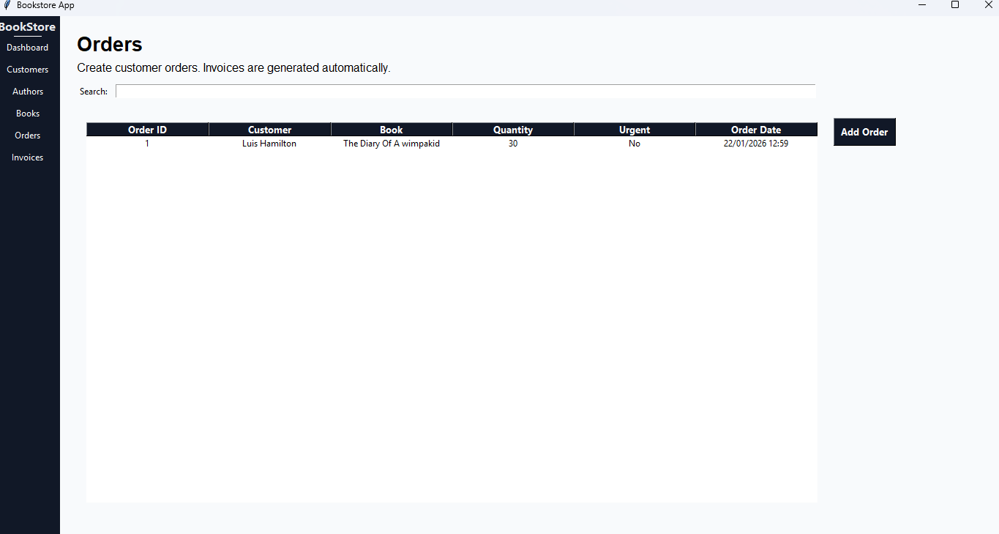 Bookstore App
BookStore
Dashboard
Customers
Authors
Books
Orders
Invoices
Orders
Create customer orders. Invoices are generated automatically.
Search:
Order ID Customer Book Quantity Urgent Order Date
1 Luis Hamilton The Diary Of A wimpakid 30 No 22/01/2026 12:59
Add Order